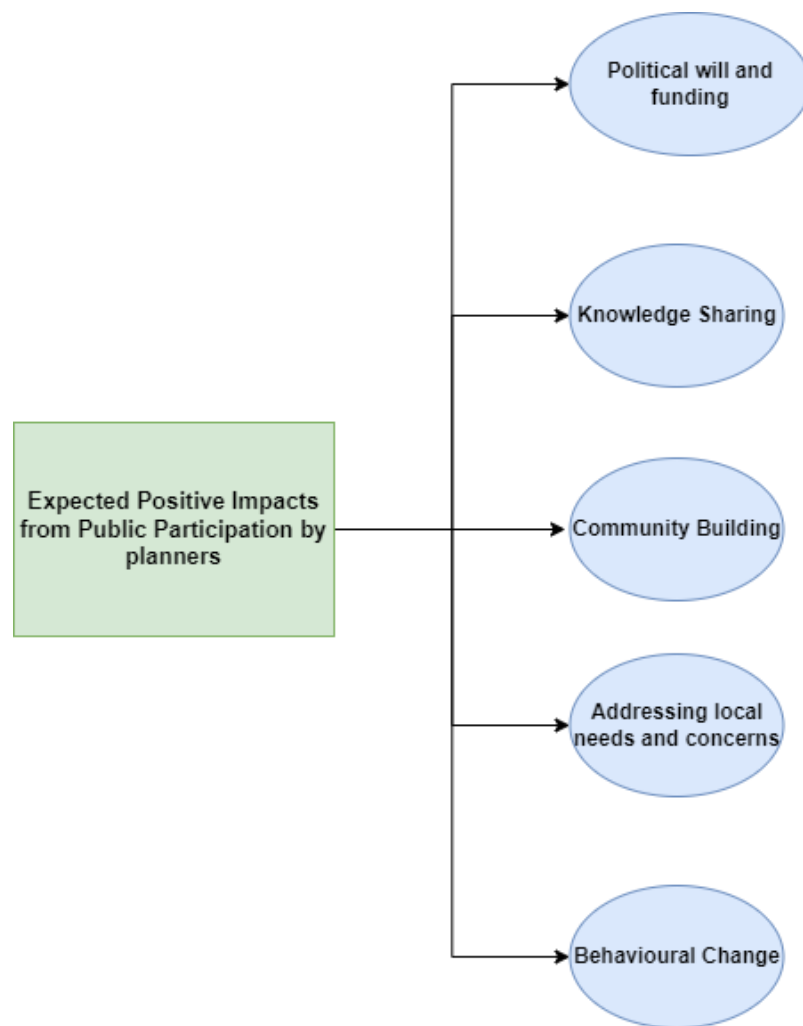 Political will and
funding
Knowledge Sharing
Expected Positive Impacts
from Public Participation by
planners
Community Building
Addressing local
needs and concerns
Behavioural Change